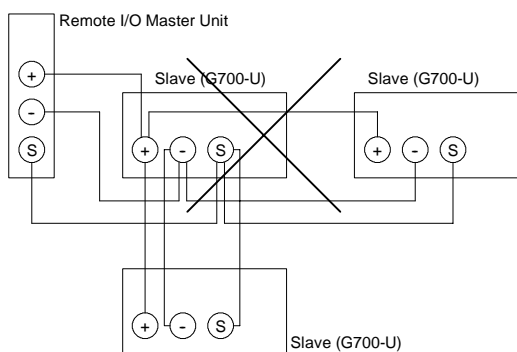 Remote I/O Master Unit
Slave (G700-U)
Slave (G700-U)
+
-
S
+
-
S
+
-
S
+
-
S
Slave (G700-U)